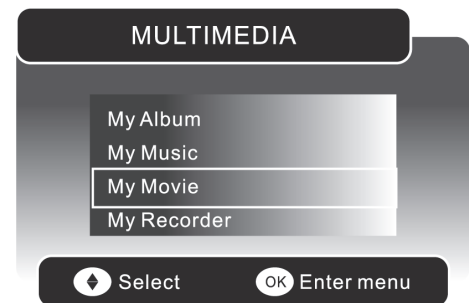 MULTIMEDIA
My Album
My Music
My Movie
My Recorder
Select OK Enter menu